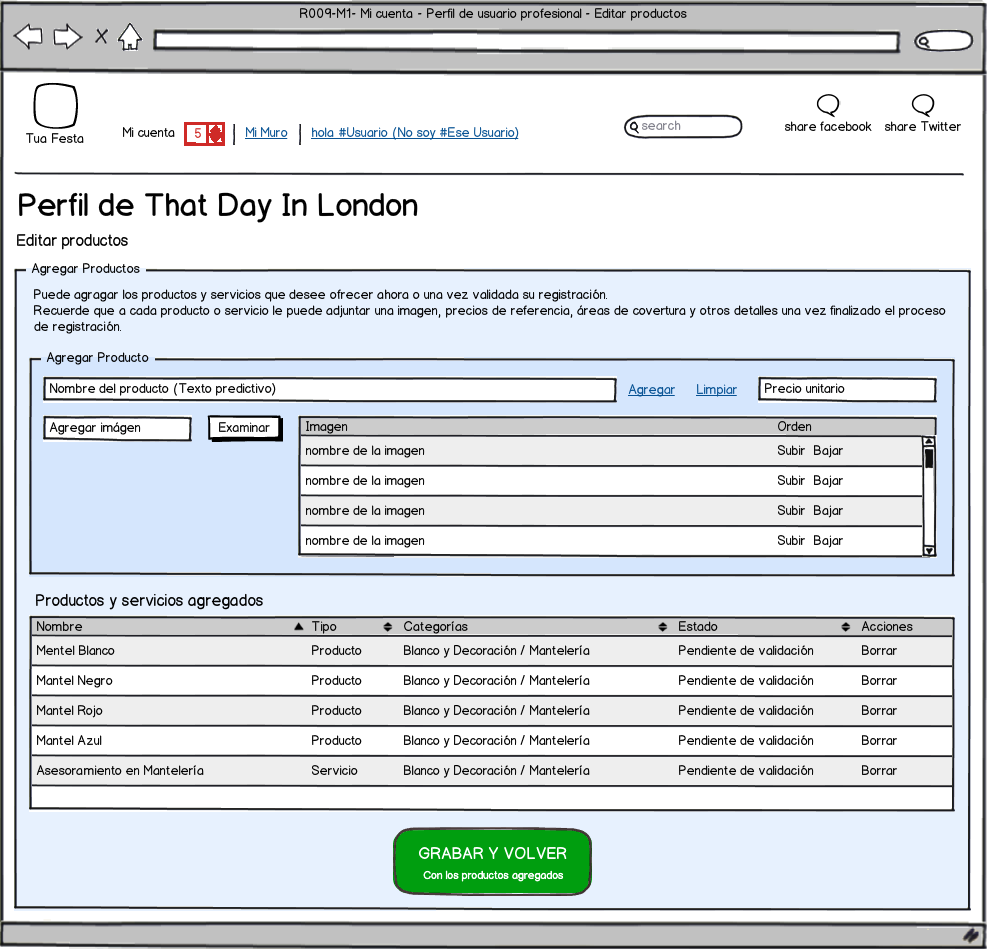 R009-M1- Mi cuenta - Perfil de usuario profesional - Editar productos
Tua Festa
Mi cuenta 5 Mi Muro hola #Usuario (No soy #Ese Usuario)
search
share facebook share Twitter
Perfil de That Day In London
Editar productos
Agregar Productos
Puede agragar los productos y servicios que desee ofrecer ahora o una vez validada su registración.
Recuerde que a cada producto o servicio le puede adjuntar una imagen, precios de referencia, áreas de covertura y otros detalles una vez finalizado el proceso
de registración.
Agregar Producto
Nombre del producto (Texto predictivo) Agregar Limpiar Precio unitario
Agregar imágen Examinar
Imagen Orden
nombre de la imagen Subir Bajar
nombre de la imagen Subir Bajar
nombre de la imagen Subir Bajar
nombre de la imagen Subir Bajar
Productos y servicios agregados
Nombre Tipo Categorías Estado Acciones
Mentel Blanco Producto Blanco y Decoración / Mantelería Pendiente de validación Borrar
Mantel Negro Producto Blanco y Decoración / Mantelería Pendiente de validación Borrar
Mantel Rojo Producto Blanco y Decoración / Mantelería Pendiente de validación Borrar
Mantel Azul Producto Blanco y Decoración / Mantelería Pendiente de validación Borrar
Asesoramiento en Mantelería Servicio Blanco y Decoración / Mantelería Pendiente de validación Borrar
GRABAR Y VOLVER
Con los productos agregados